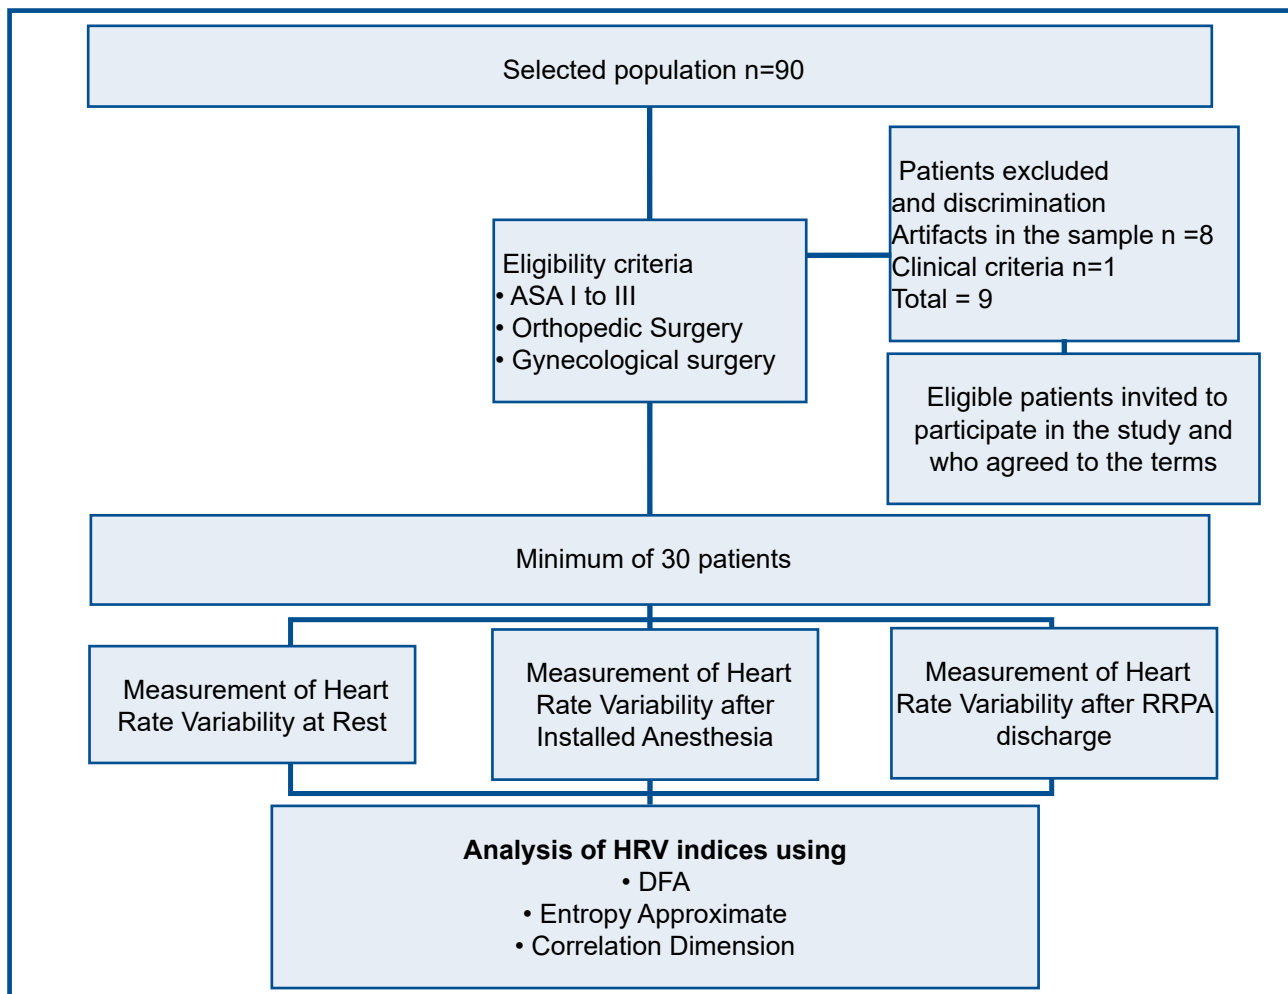 Selected population n=90
Patients excluded
and discrimination
Artifacts in the sample n =8
Clinical criteria n=1
Total = 9
Eligibility criteria
• ASA I to III
• Orthopedic Surgery
• Gynecological surgery
Eligible patients invited to
participate in the study and
who agreed to the terms
Minimum of 30 patients
Measurement of Heart
Rate Variability at Rest
Measurement of Heart
Rate Variability after
Installed Anesthesia
Measurement of Heart
Rate Variability after RRPA
discharge
Analysis of HRV indices using
• DFA
• Entropy Approximate
• Correlation Dimension